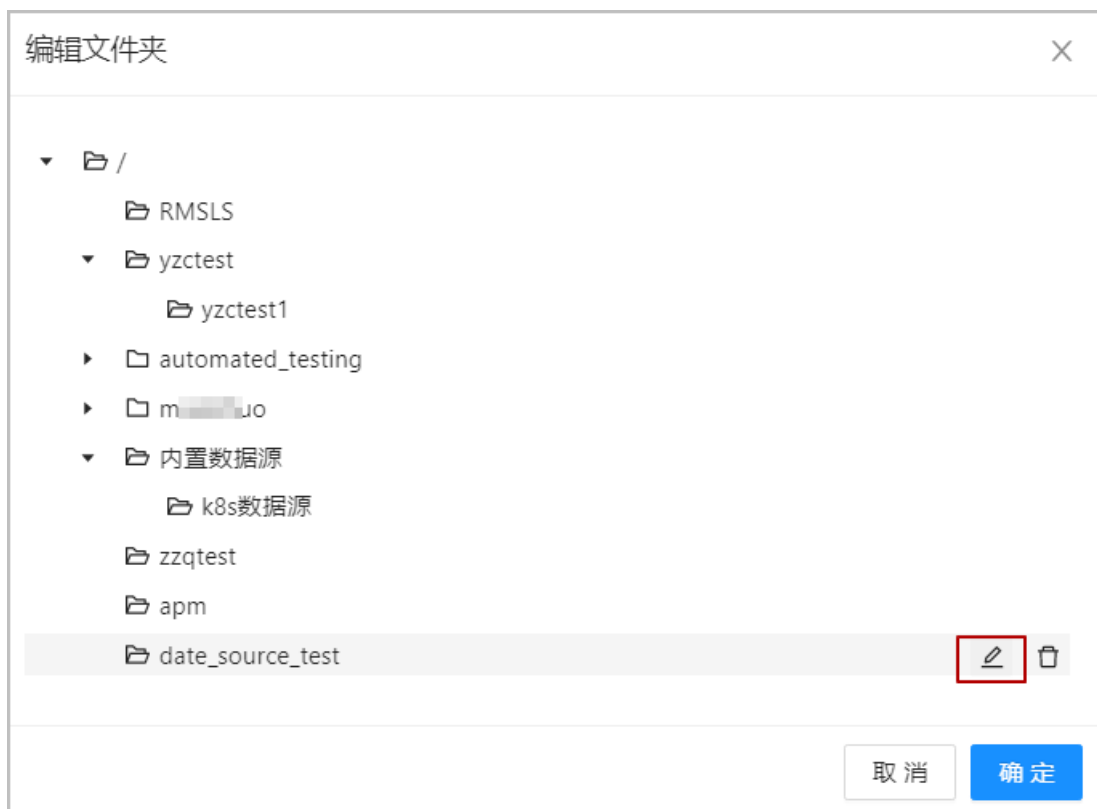 编辑文件夹
/
RMSLS
yzctest
yzctest1
automated_testing
内置数据源
k8s数据源
zzqtest
apm
date_source_test
取 消
确 定